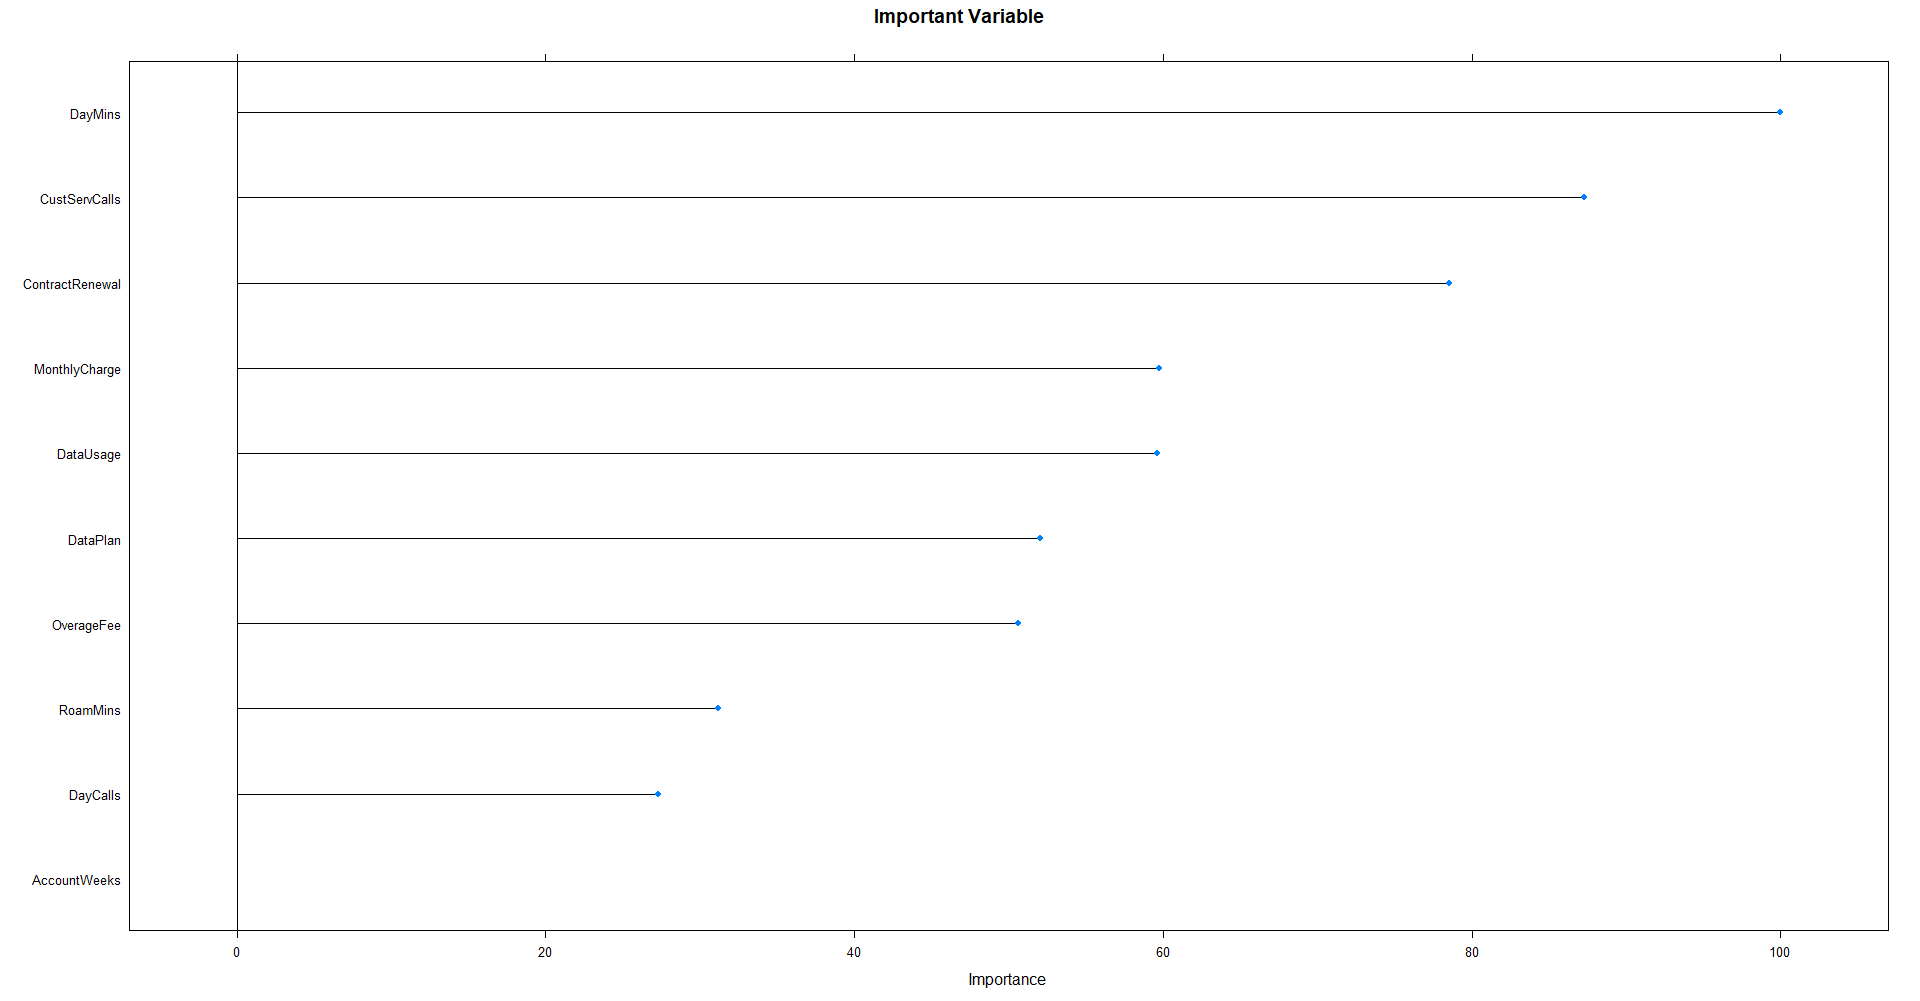 Important Variable
DayMins
CustServCalls
ContractRenewal
MonthlyCharge
DataUsage
DataPlan
OverageFee
RoamMins
DayCalls
AccountWeeks
0 20 40 60 80 100
Importance